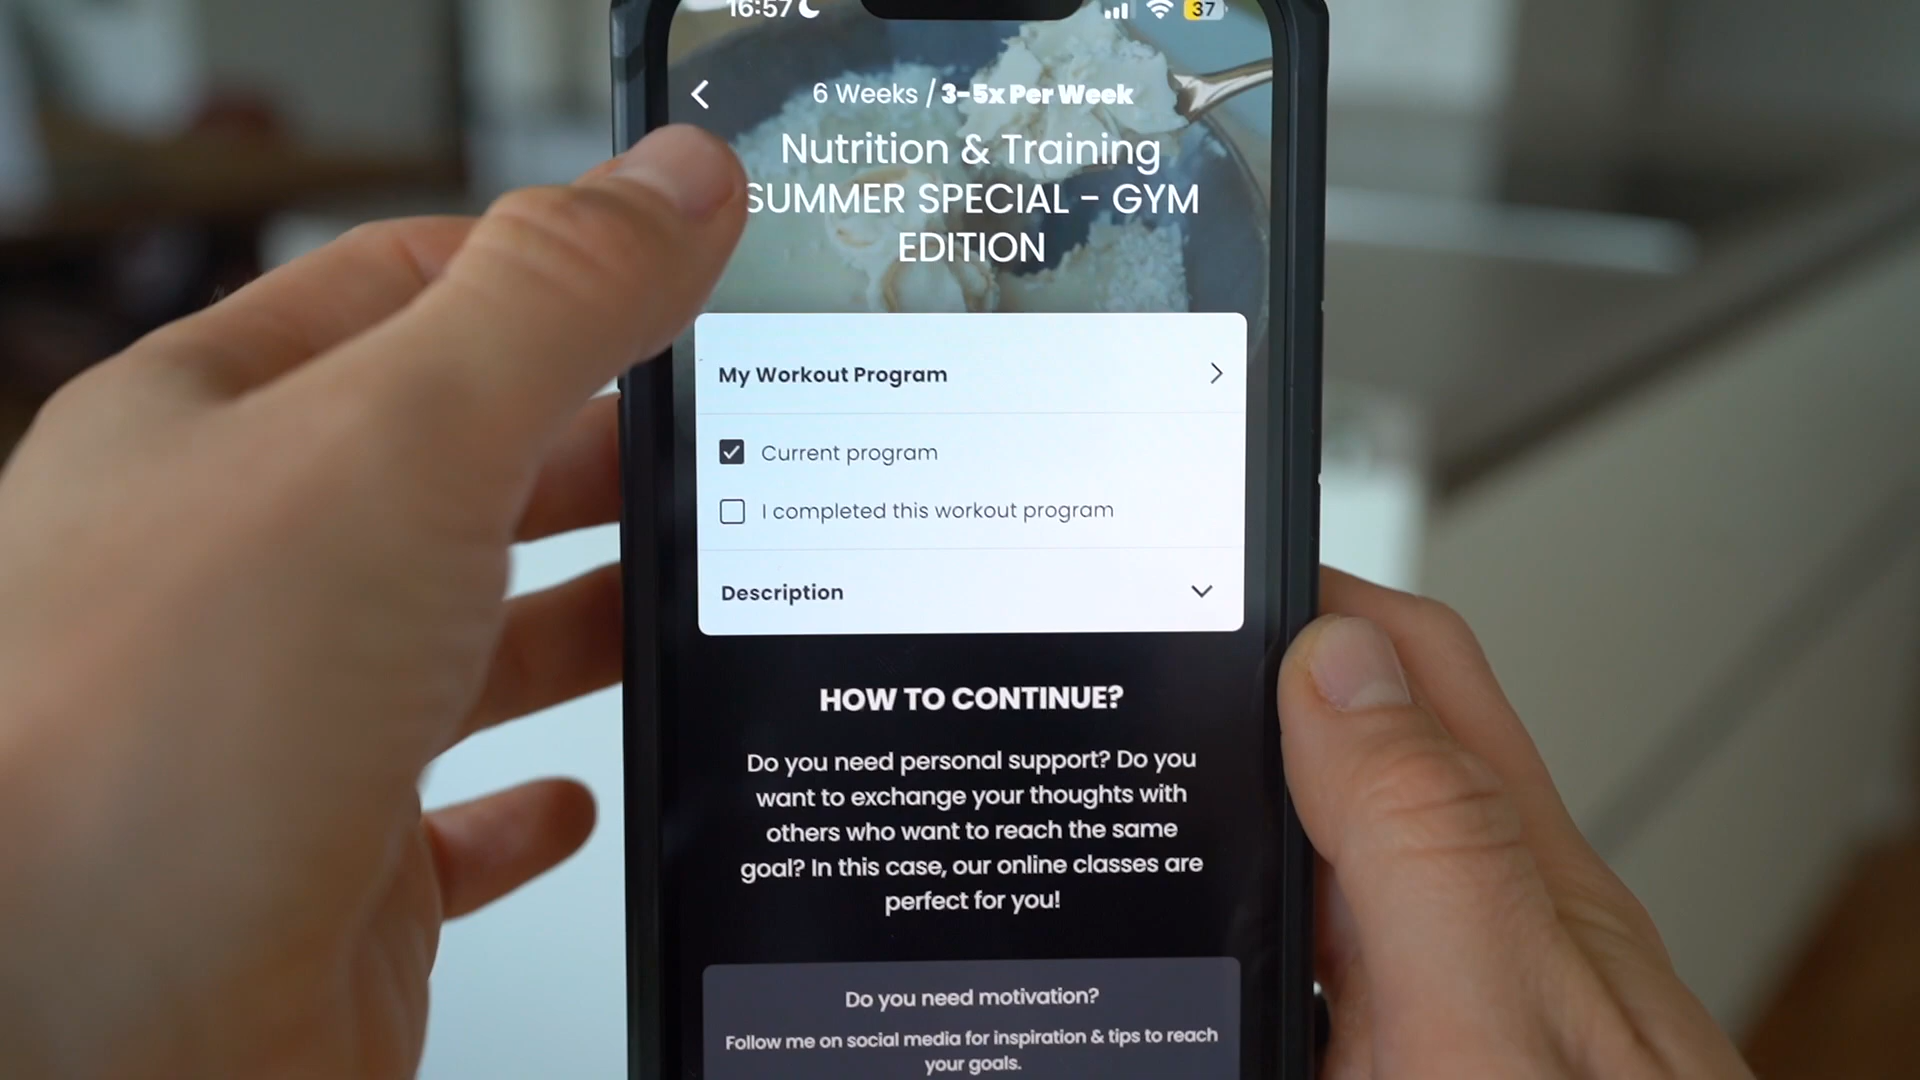 16:57
37
6 Weeks / 3-5x Per Week
Nutrition & Training
SUMMER SPECIAL - GYM
EDITION
My Workout Program
Current program
I completed this workout program
Description
HOW TO CONTINUE?
Do you need personal support? Do you
want to exchange your thoughts with
others who want to reach the same
goal? In this case, our online classes are
perfect for you!
Do you need motivation?
Follow me on social media for inspiration & tips to reach
your goals.